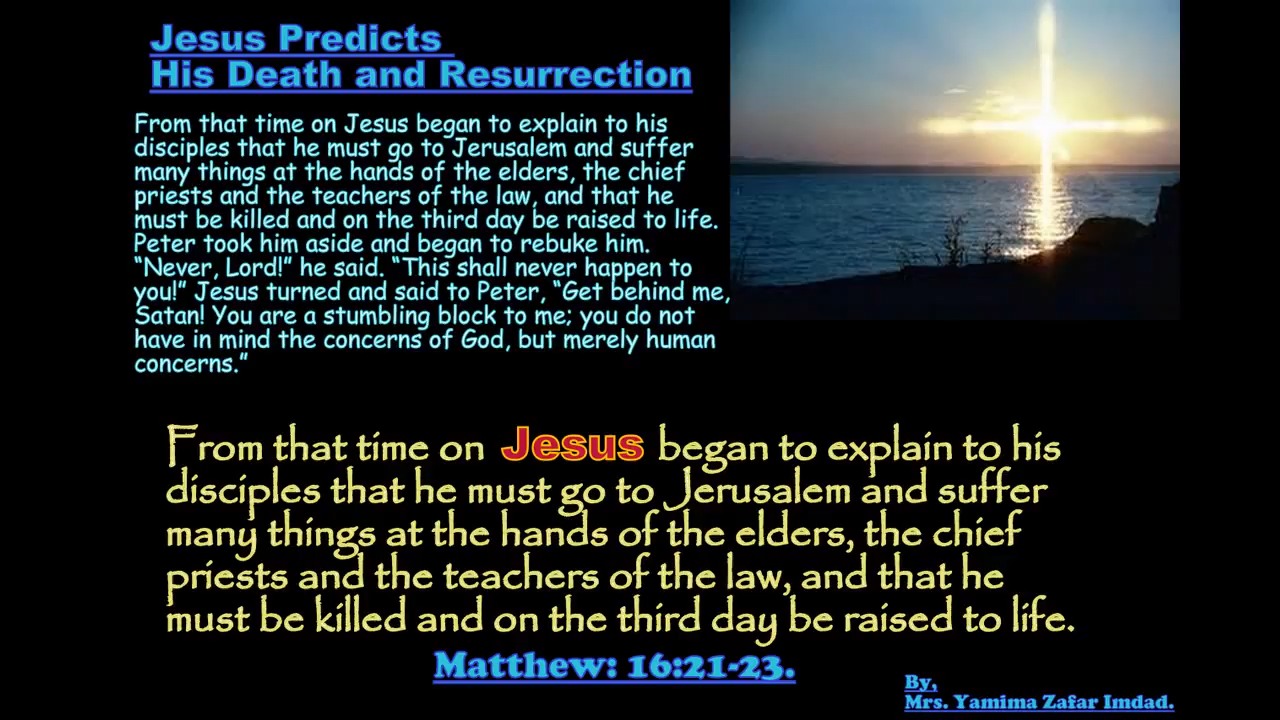 Jesus Predicts
His Death and Resurrection
From that time on Jesus began to explain to his
disciples that he must go to Jerusalem and suffer
many things at the hands of the elders, the chief
priests and the teachers of the law, and that he
must be killed and on the third day be raised to life.
Peter took him aside and began to rebuke him.
“Never, Lord!” he said. “This shall never happen to
you!” Jesus turned and said to Peter, “Get behind me,
Satan! You are a stumbling block to me; you do not
have in mind the concerns of God, but merely human
concerns.”
From that time on Jesus began to explain to his
disciples that he must go to Jerusalem and suffer
many things at the hands of the elders, the chief
priests and the teachers of the law, and that he
must be killed and on the third day be raised to life.
Matthew: 16:21-23.
By,
Mrs. Yamima Zafar Imdad.